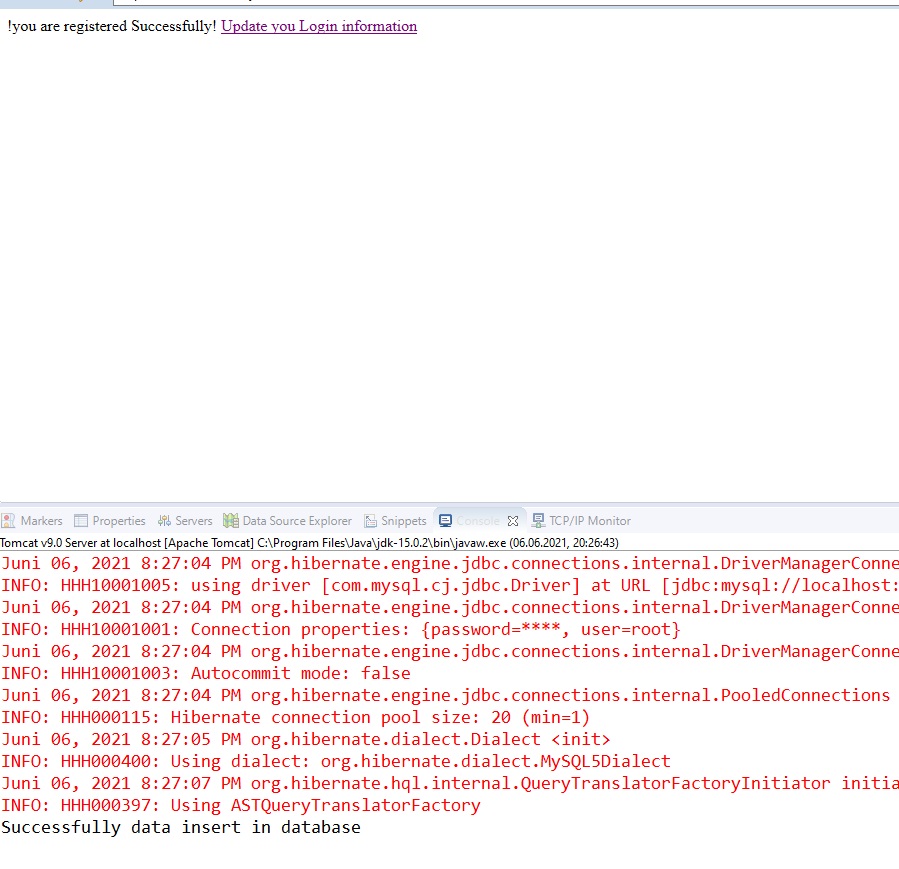 !you are registered Successfully! Update you Login information
Markers Properties Servers Data Source Explorer Snippets Console TCP/IP Monitor
Tomcat v9.0 Server at localhost [Apache Tomcat] C:\Program Files\Java\jdk-15.0.2\bin\javaw.exe (06.06.2021, 20:26:43)
Juni 06, 2021 8:27:04 PM org.hibernate.engine.jdbc.connections.internal.DriverManagerConne
INFO: HHH10001005: using driver [com.mysql.cj.jdbc.Driver] at URL [jdbc:mysql://localhost:
Juni 06, 2021 8:27:04 PM org.hibernate.engine.jdbc.connections.internal.DriverManagerConne
INFO: HHH10001001: Connection properties: {password=****, user=root}
Juni 06, 2021 8:27:04 PM org.hibernate.engine.jdbc.connections.internal.DriverManagerConne
INFO: HHH10001003: Autocommit mode: false
Juni 06, 2021 8:27:04 PM org.hibernate.engine.jdbc.connections.internal.PooledConnections
INFO: HHH000115: Hibernate connection pool size: 20 (min=1)
Juni 06, 2021 8:27:05 PM org.hibernate.dialect.Dialect <init>
INFO: HHH000400: Using dialect: org.hibernate.dialect.MySQL5Dialect
Juni 06, 2021 8:27:07 PM org.hibernate.hql.internal.QueryTranslatorFactoryInitiator initia
INFO: HHH000397: Using ASTQueryTranslatorFactory
Successfully data insert in database